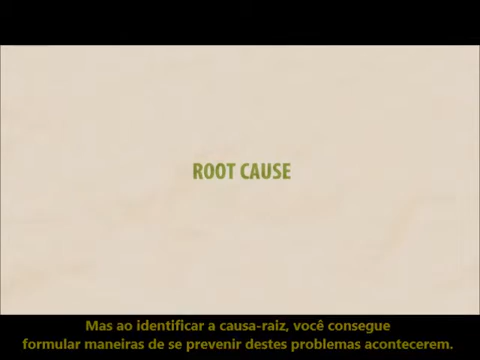 ROOT CAUSE
Mas ao identificar a causa-raiz, você consegue
formular maneiras de se prevenir destes problemas acontecerem.